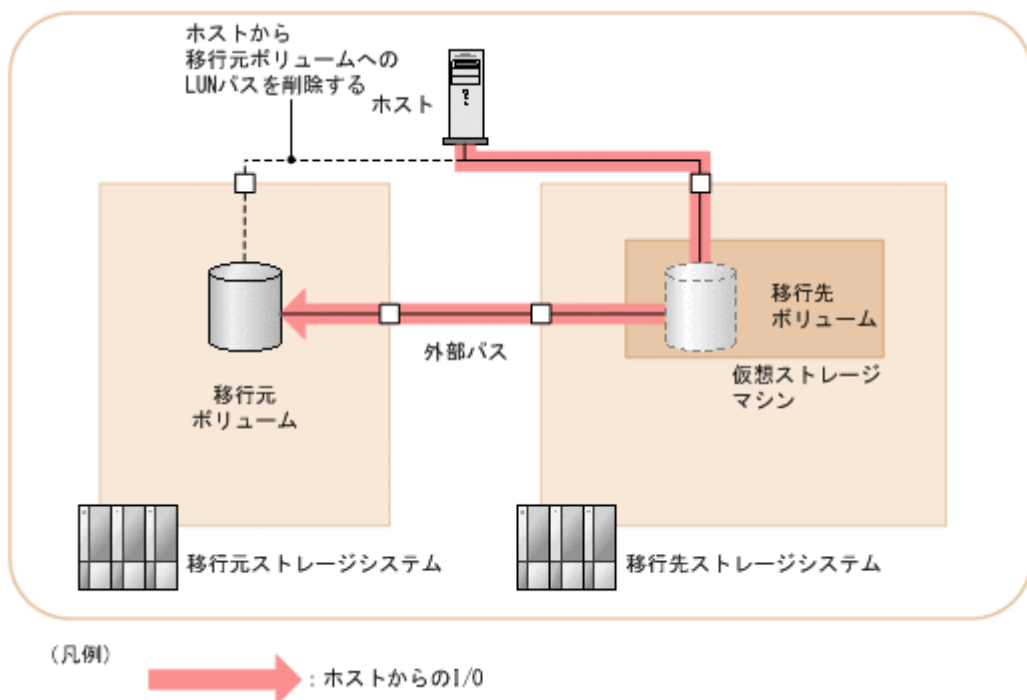 ホストから
移行元ボリュームへの
LUNパスを削除する
ホスト
移行先
ボリューム
外部パス
仮想ストレージ
マシン
移行元
ボリューム
移行元ストレージシステム
移行先ストレージシステム
(凡例)
: ホストからのI/O